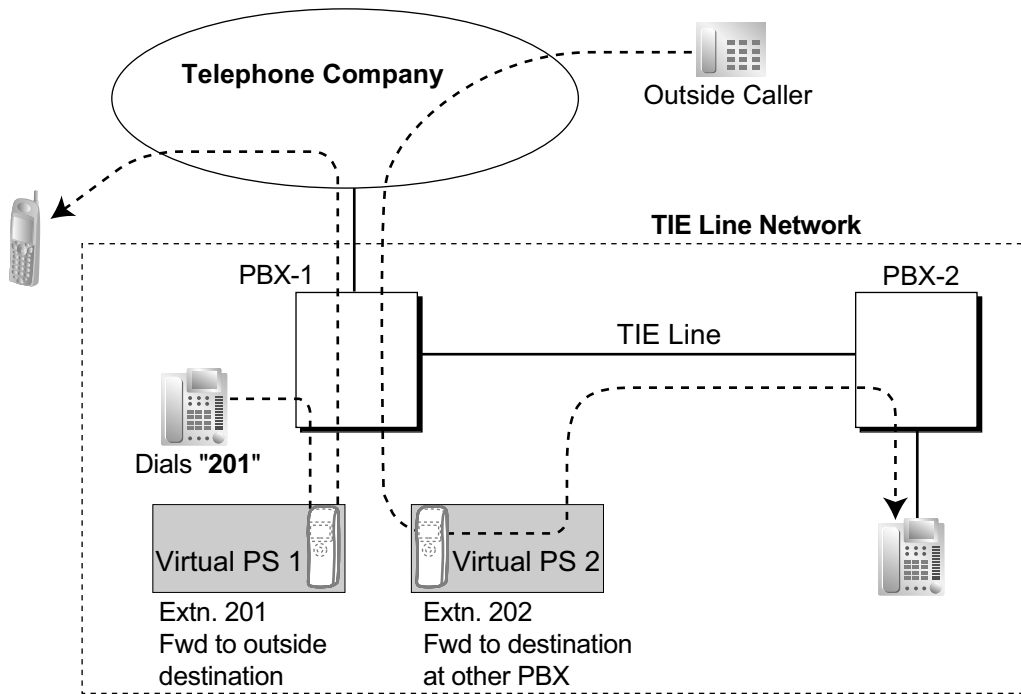 Telephone Company
Outside Caller
TIE Line Network
PBX-1
PBX-2
TIE Line
Dials "201"
Virtual PS 1
Virtual PS 2
Extn. 201
Fwd to outside
destination
Extn. 202
Fwd to destination
at other PBX